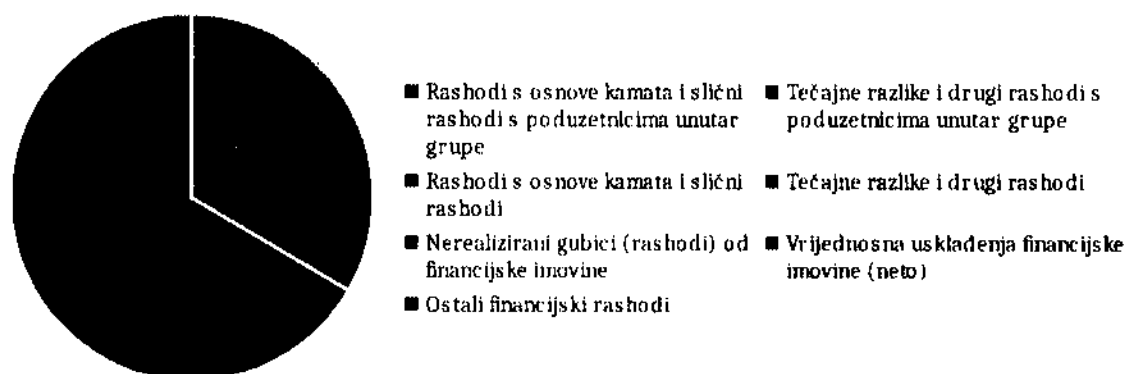 Rashodi s osnove kamata i slični
rashodi s poduzetnicima unutar
grupe
Tečajne razlike i drugi rashodi s
poduzetnicima unutar grupe
Rashodi s osnove kamata i slični
rashodi
Tečajne razlike i drugi rashodi
Nerealizirani gubici (rashodi) od
financijske imovine
Vrijednosna usklađenja financijske
imovine (neto)
Ostali financijski rashodi